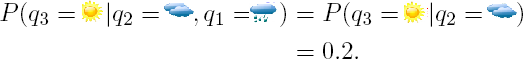 P(q₃ = ☀|q₂ = ☁, q₁ = 🌧) = P(q₃ = ☀|q₂ = ☁)
= 0.2.